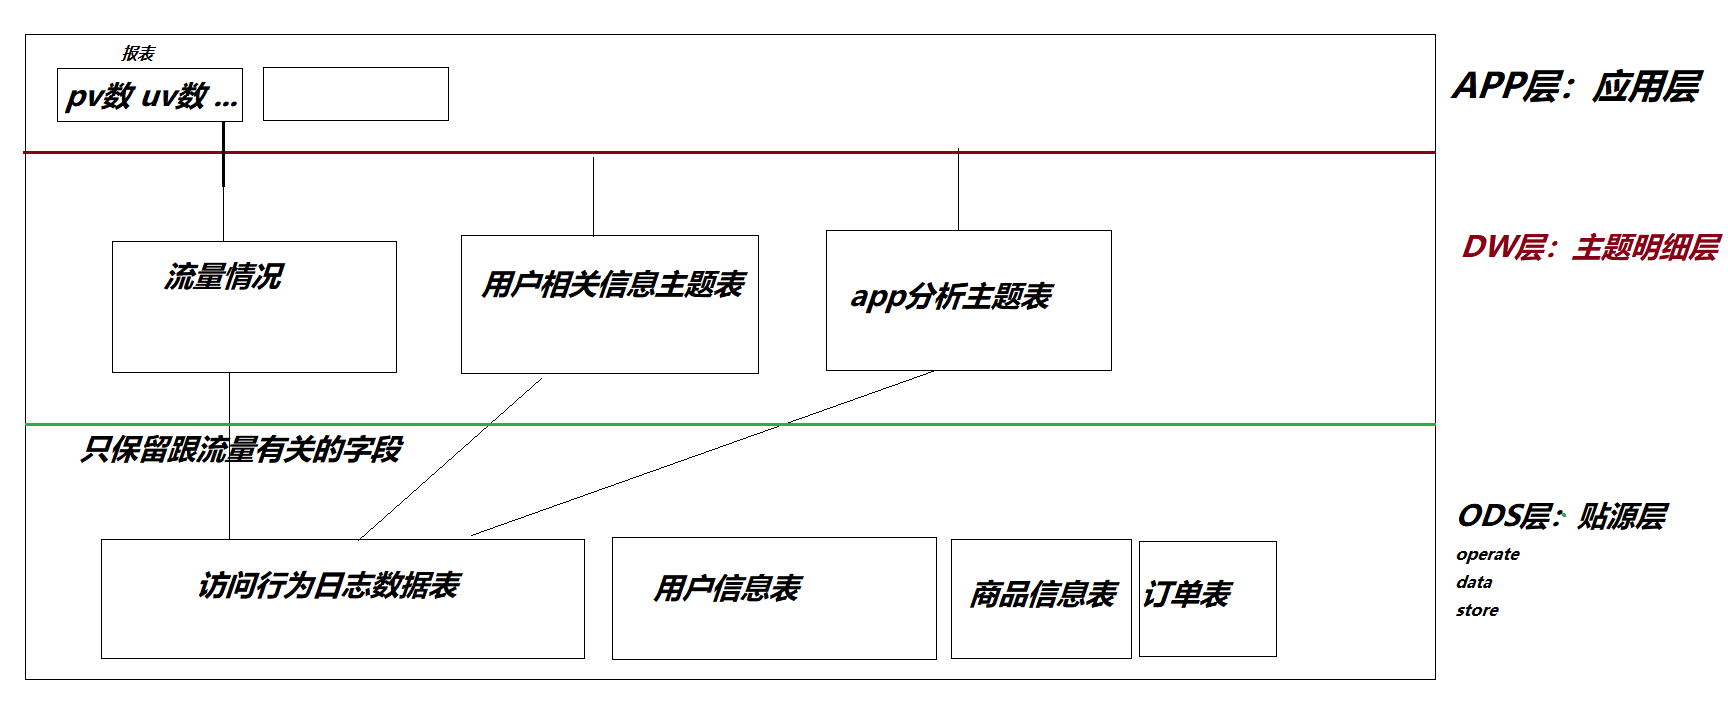 报表
pv数 uv数 ...
APP层：应用层
流量情况
用户相关信息主题表
app分析主题表
DW层：主题明细层
只保留跟流量有关的字段
访问行为日志数据表
用户信息表
商品信息表
订单表
ODS层：贴源层
operate
data
store